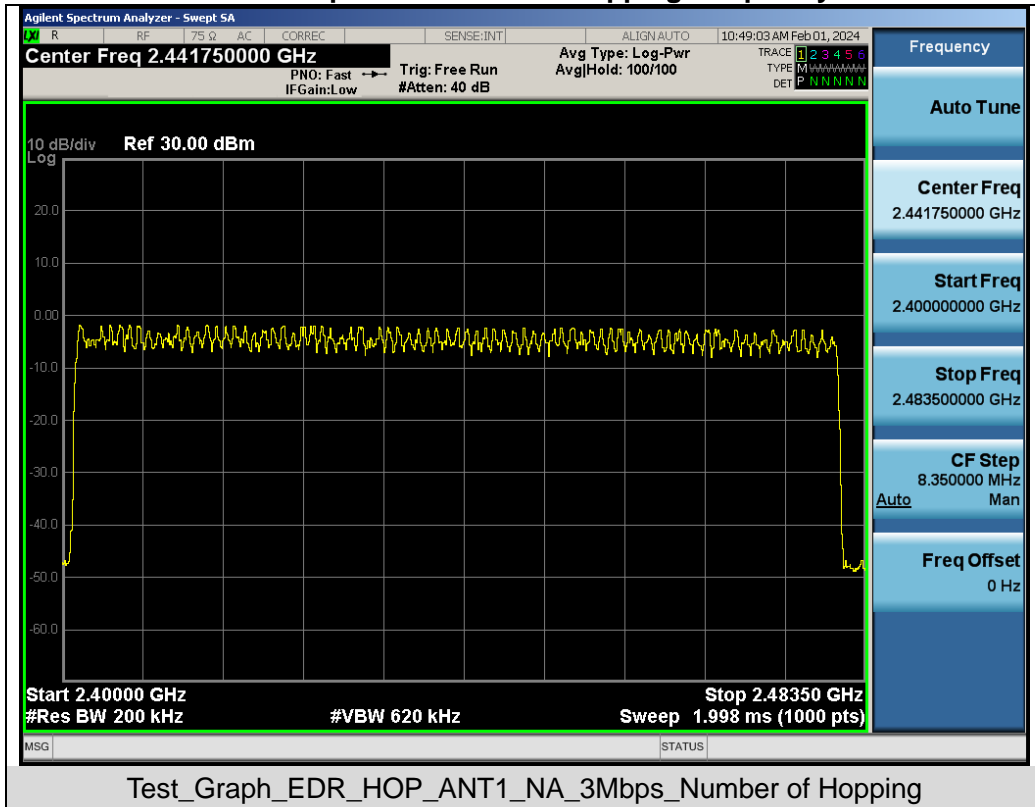 Agilent Spectrum Analyzer - Swept SA
LXI R RF 75 Ω AC CORREC SENSE:INT ALIGN AUTO 10:49:03 AM Feb 01, 2024
Center Freq 2.441750000 GHz
PNO: Fast
IFGain:Low
Trig: Free Run
#Atten: 40 dB
Avg Type: Log-Pwr
Avg|Hold: 100/100
TRACE 1 2 3 4 5 6
TYPE M WWWWW
DET P N N N N N
10 dB/div Ref 30.00 dBm
Log
20.0
10.0
0.00
-10.0
-20.0
-30.0
-40.0
-50.0
-60.0
Start 2.40000 GHz Stop 2.48350 GHz
#Res BW 200 kHz #VBW 620 kHz Sweep 1.998 ms (1000 pts)
MSG STATUS
Frequency
Auto Tune
Center Freq
2.441750000 GHz
Start Freq
2.400000000 GHz
Stop Freq
2.483500000 GHz
CF Step
8.350000 MHz
Auto Man
Freq Offset
0 Hz
Test_Graph_EDR_HOP_ANT1_NA_3Mbps_Number of Hopping